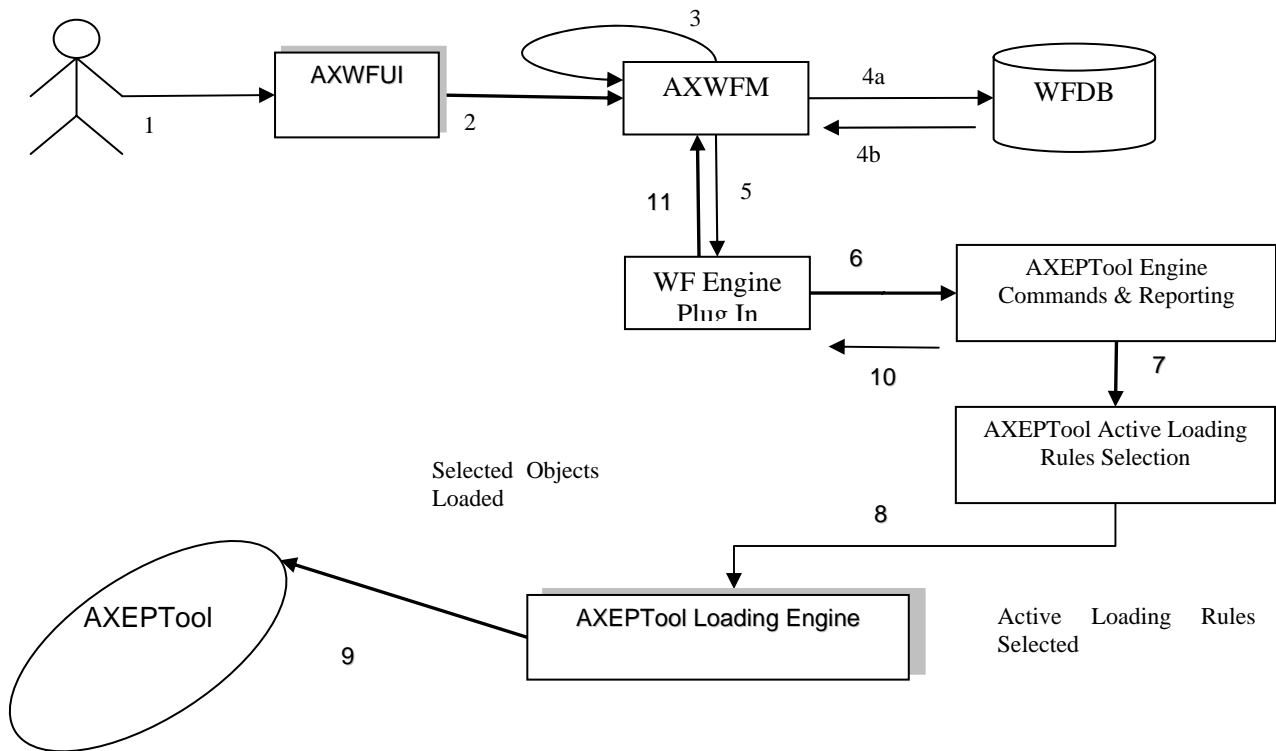 3
AXWFUI
AXWFM
4a
WFDB
1
2
4b
5
11
6
WF Engine
Plug In
AXEPTool Engine
Commands & Reporting
10
7
AXEPTool Active Loading
Rules Selection
Selected Objects
Loaded
8
AXEPTool
AXEPTool Loading Engine
Active Loading Rules
Selected
9